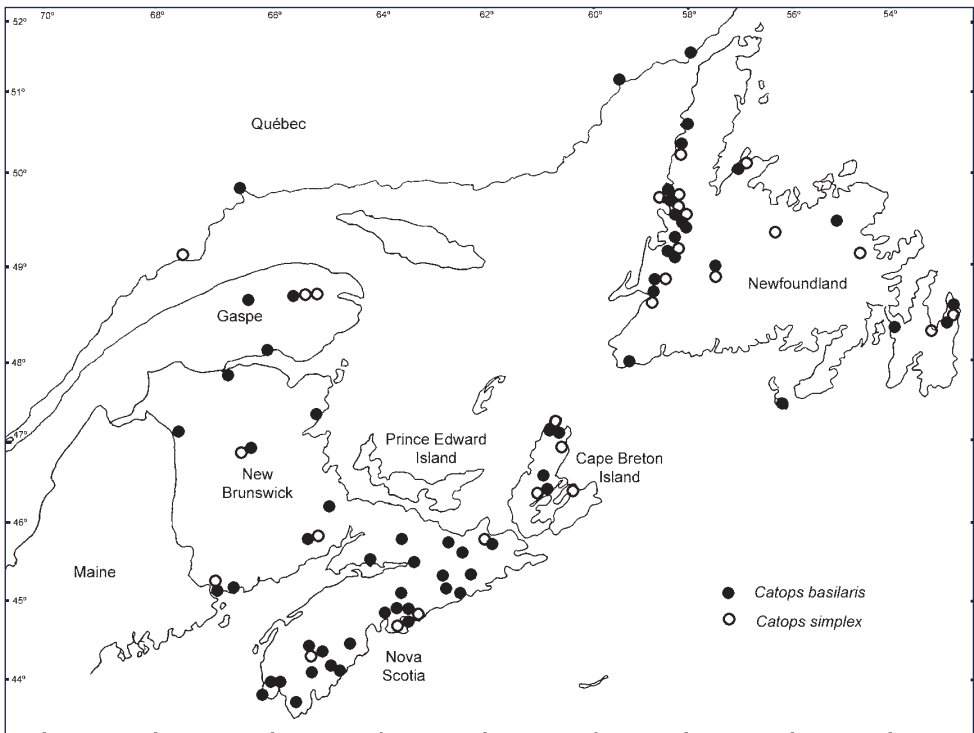 70° 68° 66° 64° 62° 60° 58° 56° 54°
52°
51°
Québec
50°
49°
Newfoundland
Gaspe
48°
47°
Prince Edward
Island
Cape Breton
Island
New
Brunswick
46°
Maine
45°
Catops basilaris
Catops simplex
Nova
Scotia
44°